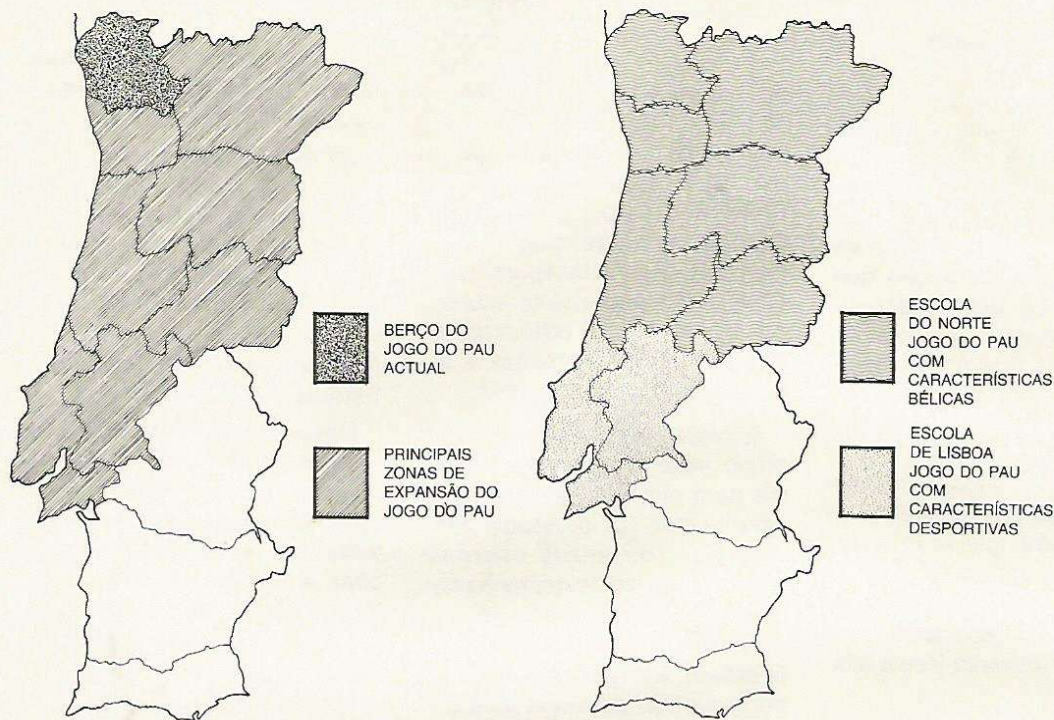 BERÇO DO
JOGO DO PAU
ACTUAL
PRINCIPAIS
ZONAS DE
EXPANSÃO DO
JOGO DO PAU
ESCOLA
DO NORTE
JOGO DO PAU
COM
CARACTERÍSTICAS
BÉLICAS
ESCOLA
DE LISBOA
JOGO DO PAU
COM
CARACTERÍSTICAS
DESPORTIVAS